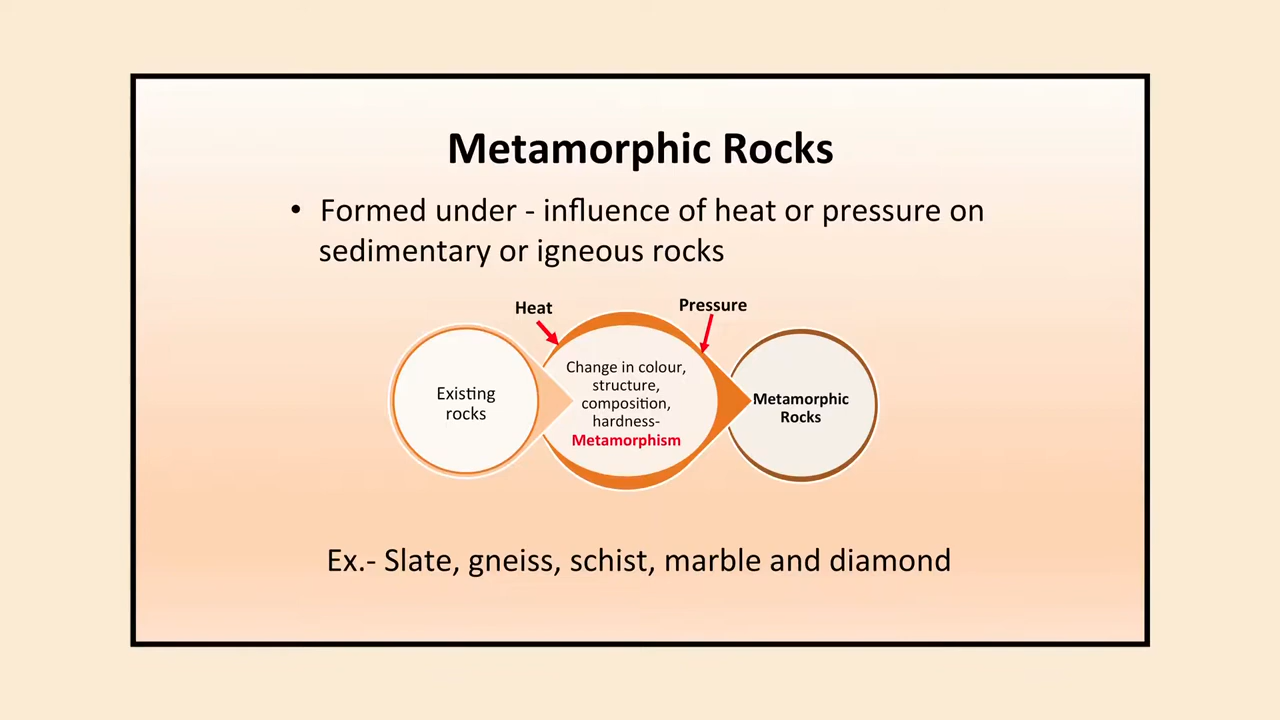 Metamorphic Rocks
• Formed under - influence of heat or pressure on
sedimentary or igneous rocks
Heat
Pressure
Existing
rocks
Change in colour,
structure,
composition,
hardness-
Metamorphism
Metamorphic
Rocks
Ex.- Slate, gneiss, schist, marble and diamond